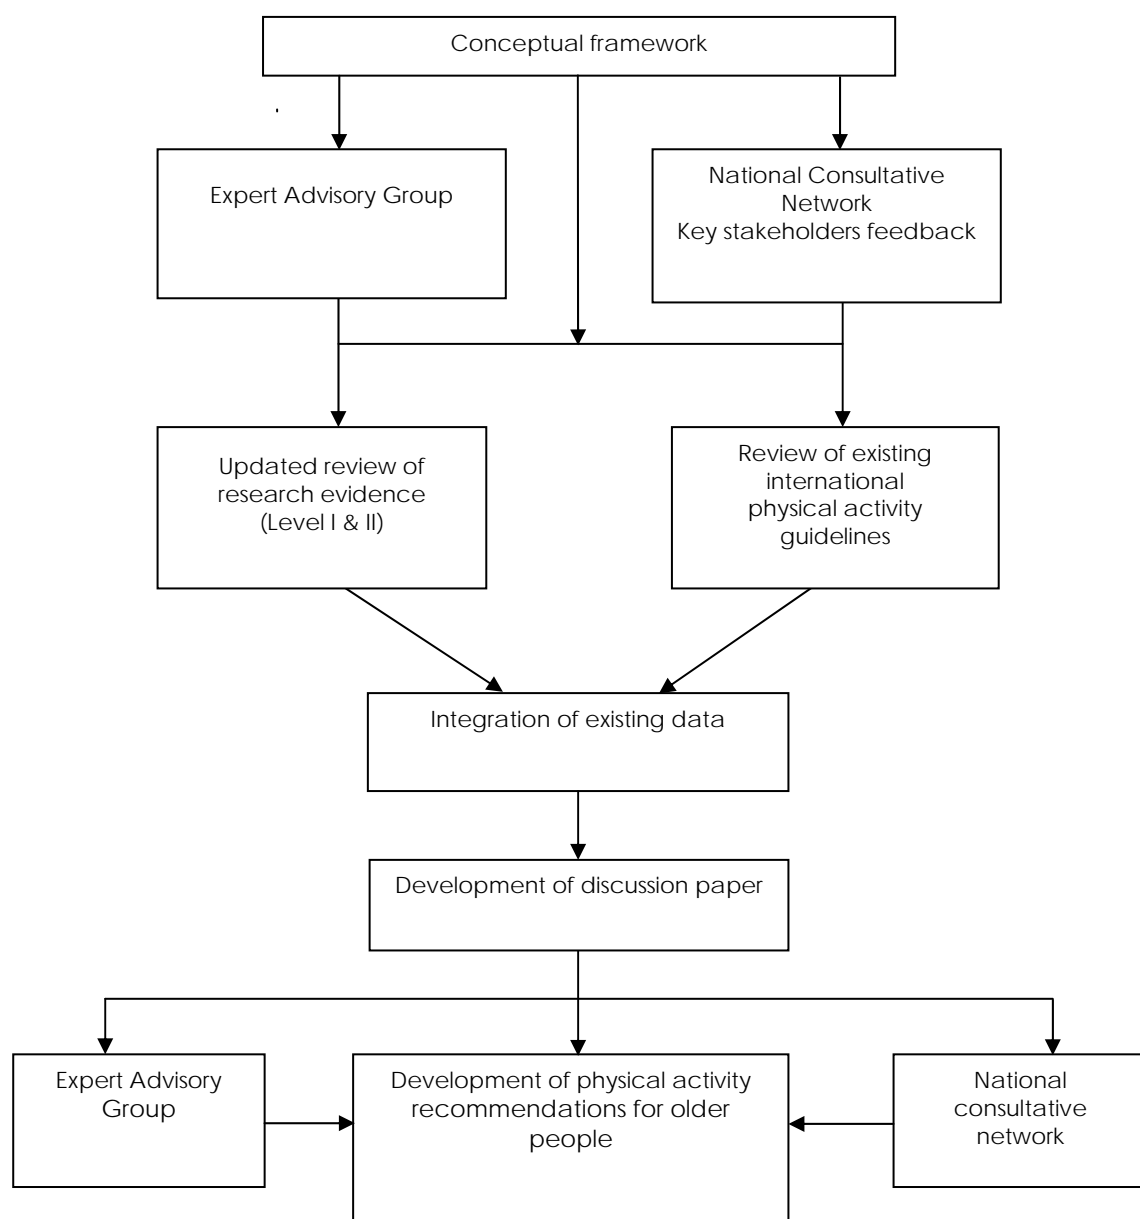 Conceptual framework
Expert Advisory Group
National Consultative
Network
Key stakeholders feedback
Updated review of
research evidence
(Level I & II)
Review of existing
international
physical activity
guidelines
Integration of existing data
Development of discussion paper
Expert Advisory
Group
Development of physical activity
recommendations for older
people
National
consultative
network